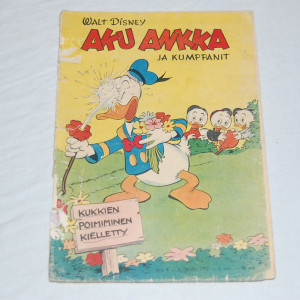 WALT DISNEY
AKU ANKKA
JA KUMPPANIT
KUKKIEN
POIMIMINEN
KIELLETTY